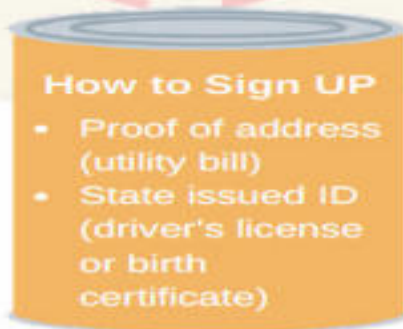 How to Sign UP
• Proof of address
(utility bill)
• State issued ID
(driver's license
or birth
certificate)